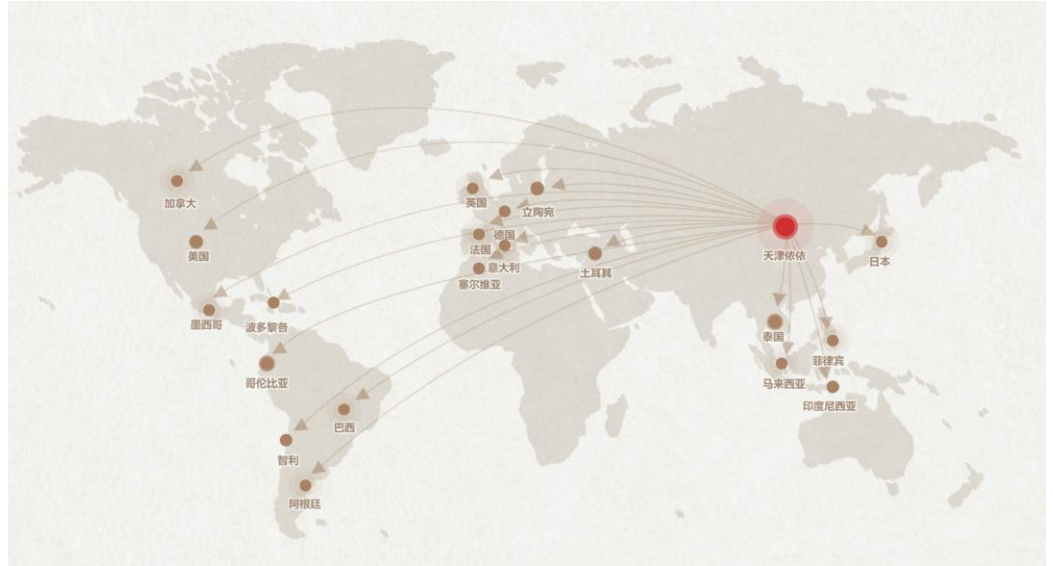 加拿大
美国
墨西哥
波多黎各
哥伦比亚
巴西
智利
阿根廷
英国
立陶宛
德国
法国
意大利
塞尔维亚
土耳其
天津依依
日本
泰国
菲律宾
马来西亚
印度尼西亚